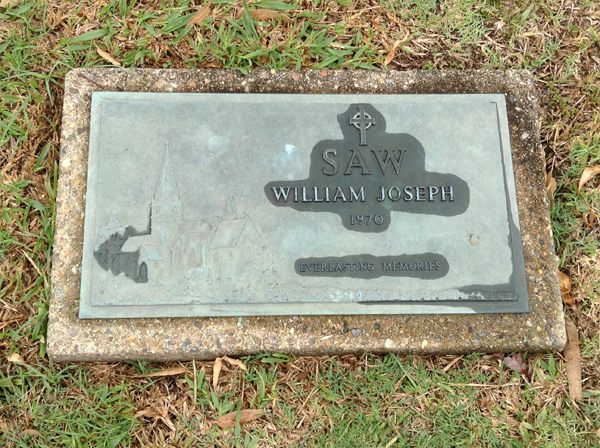 SAW
WILLIAM JOSEPH
1970
EVERLASTING MEMORIES